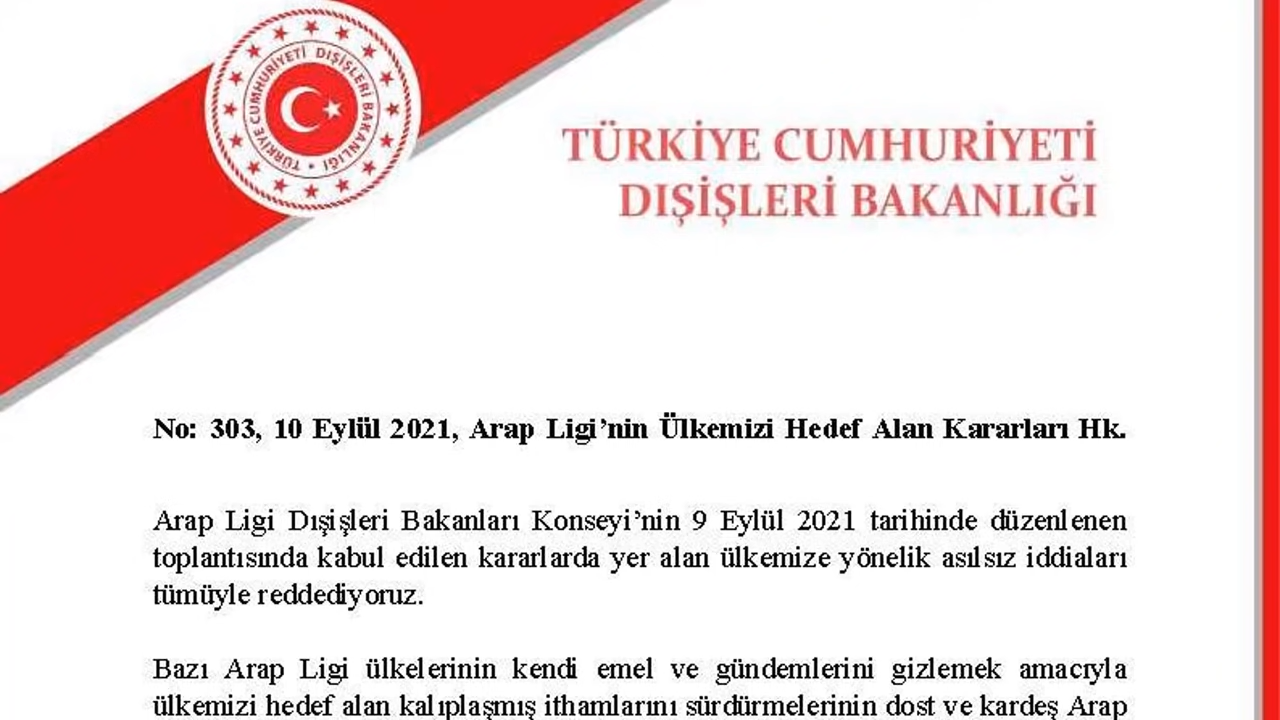 TÜRKİYE CUMHURİYETİ DIŞİŞLERİ BAKANLIĞI
TÜRKİYE CUMHURİYETİ
DIŞİŞLERİ BAKANLIĞI
No: 303, 10 Eylül 2021, Arap Ligi’nin Ülkemizi Hedef Alan Kararları Hk.
Arap Ligi Dışişleri Bakanları Konseyi’nin 9 Eylül 2021 tarihinde düzenlenen
toplantısında kabul edilen kararlarda yer alan ülkemize yönelik asılsız iddiaları
tümüyle reddediyoruz.
Bazı Arap Ligi ülkelerinin kendi emel ve gündemlerini gizlemek amacıyla
ülkemizi hedef alan kalıplaşmış ithamlarını sürdürmelerinin dost ve kardeş Arap